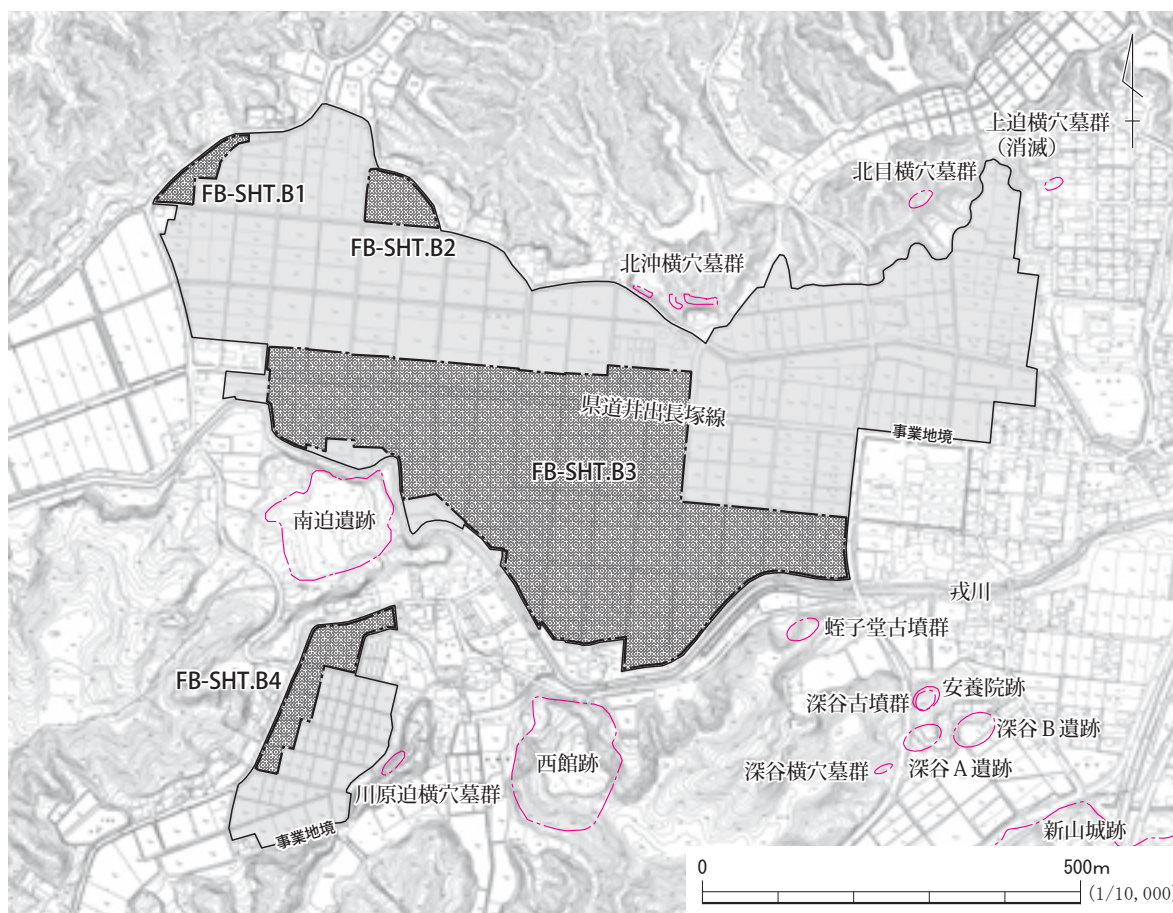 上迫横穴墓群
(消滅)
北目横穴墓群
FB-SHT.B1
FB-SHT.B2
北沖横穴墓群
県道井出長塚線
事業地境
FB-SHT.B3
南迫遺跡
戎川
蛭子堂古墳群
FB-SHT.B4
安養院跡
深谷古墳群
深谷B遺跡
西館跡
深谷横穴墓群
深谷A遺跡
川原迫横穴墓群
事業地境
新山城跡
0
500m
(1/10,000)